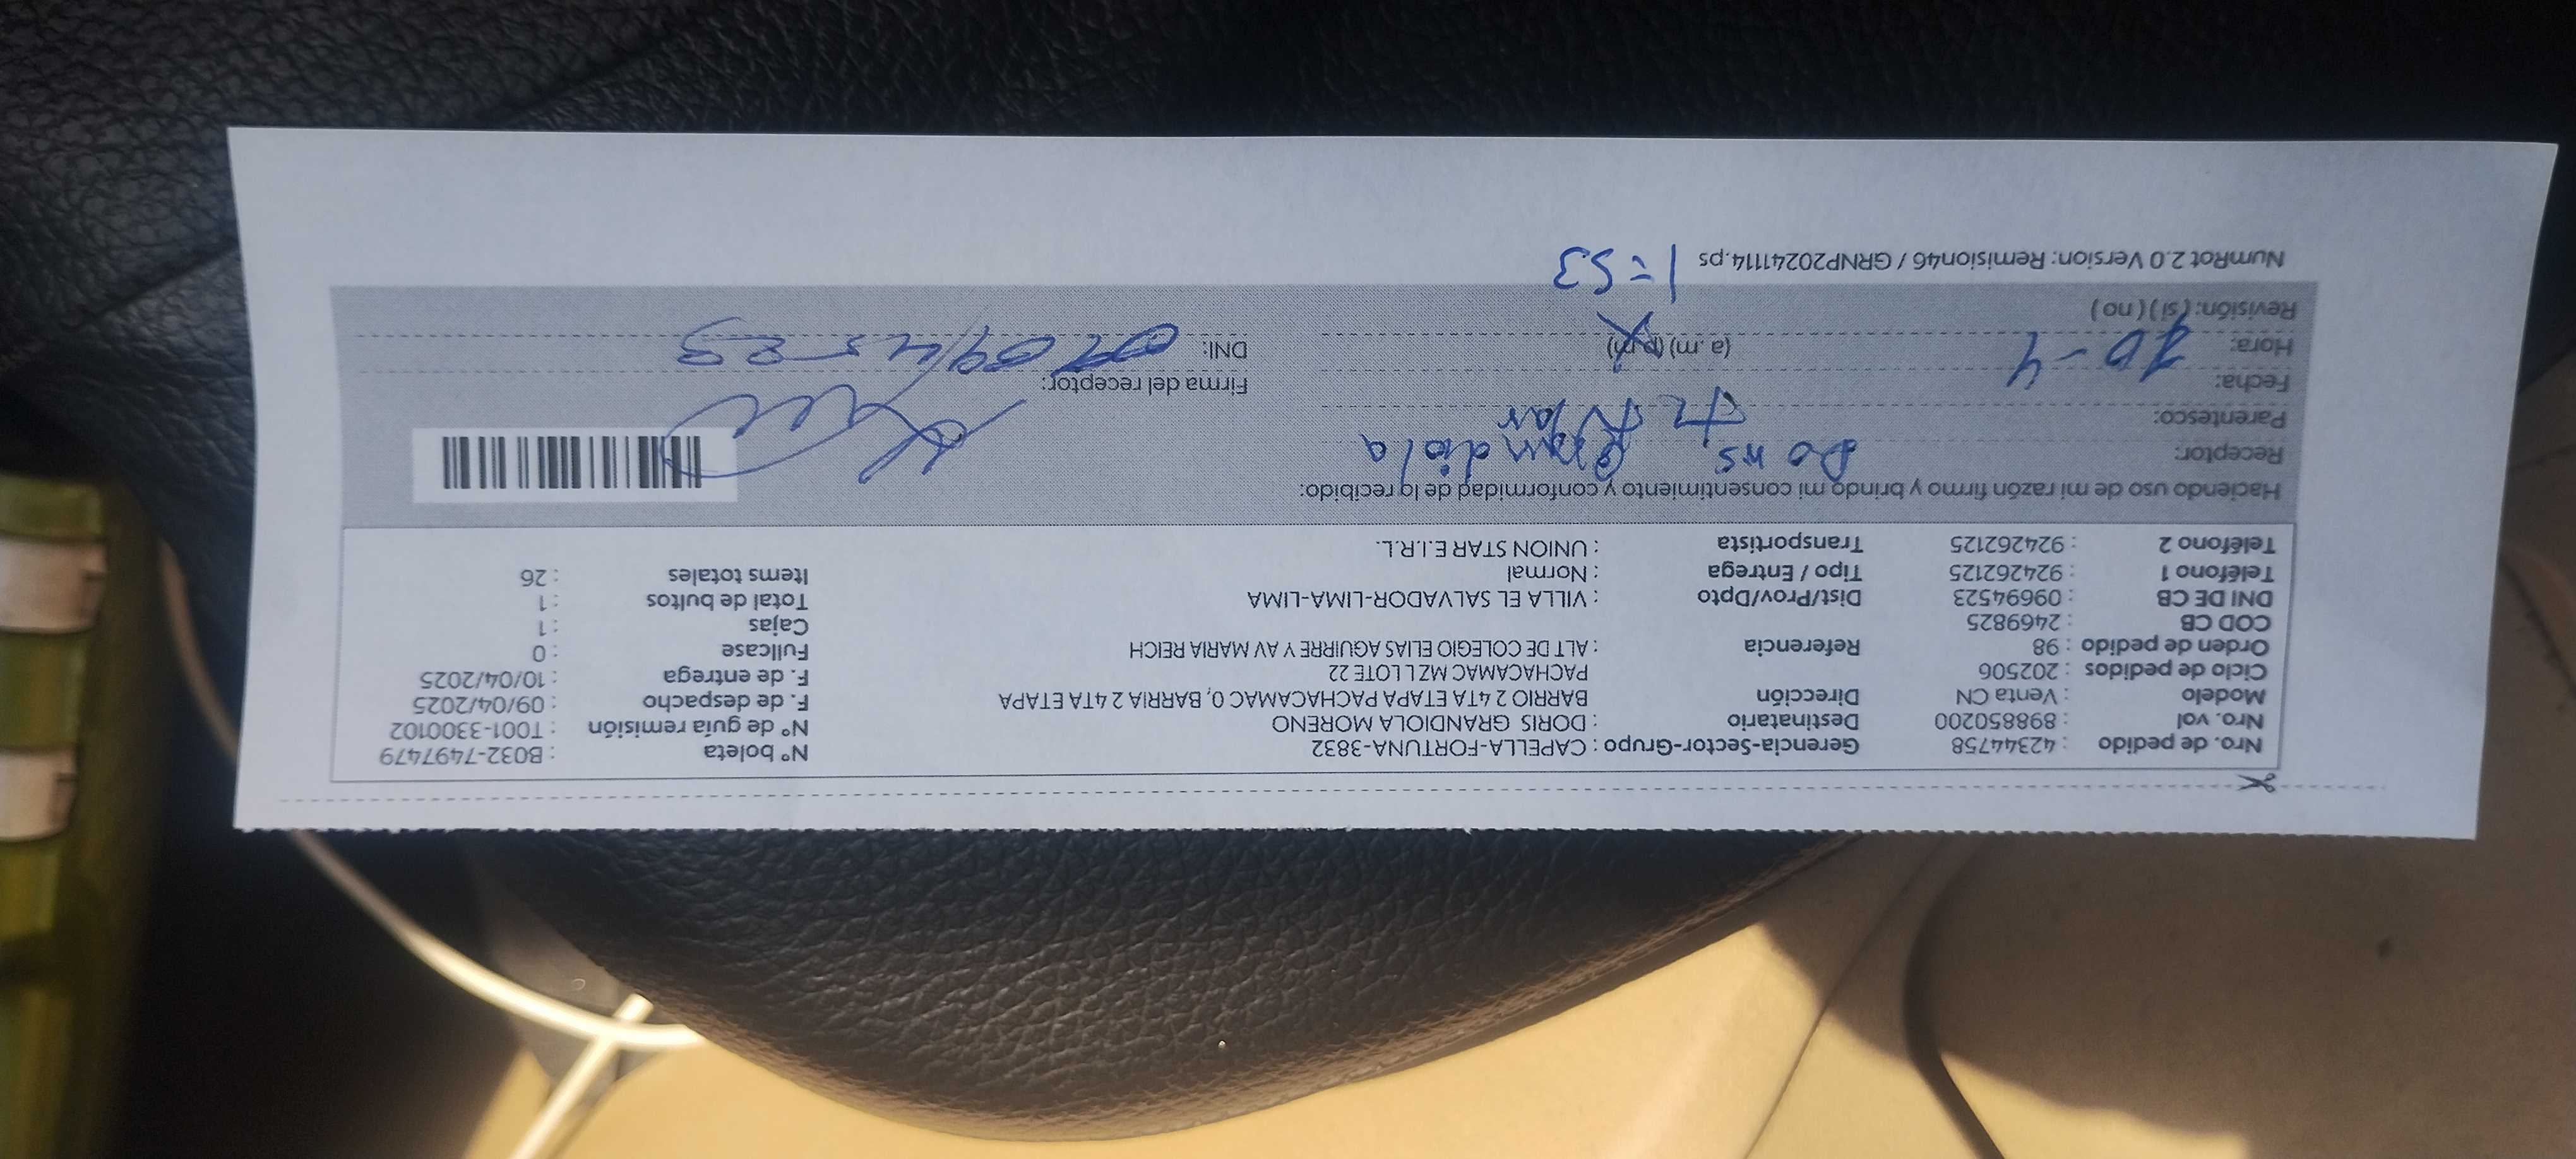 Nro. de pedido : 42344758 Gerencia-Sector-Grupo : CAPELLA-FORTUNA-3832 N° boleta : B032-7497479
Nro. vol : 898850200 Destinatario : DORIS GRANDIOLA MORENO N° de guía remisión : T001-3300102
Modelo : Venta CN Dirección BARRIO 2 4TA ETAPA PACHACAMAC 0, BARRIA 2 4TA ETAPA F. de despacho : 09/04/2025
Ciclo de pedidos : 202506 PACHACAMAC MZ L LOTE 22 F. de entrega : 10/04/2025
Orden de pedido : 98 Referencia : ALT DE COLEGIO ELIAS AGUIRRE Y AV MARIA REICH Fullcase : 0
COD CB : 2469825 Cajas : 1
DNI DE CB : 09694523 Dist/Prov/Dpto : VILLA EL SALVADOR-LIMA-LIMA Total de bultos : 1
Teléfono 1 : 924262125 Tipo / Entrega : Normal Items totales : 26
Teléfono 2 : 924262125 Transportista : UNION STAR E.I.R.L.
Haciendo uso de mi razón firmo y brindo mi consentimiento y conformidad de lo recibido:
Receptor:
Parentesco:
Fecha: 10-4 Firma del receptor:
Hora: (a.m) (p.m) DNI:
Revisión: (si) (no)
1=53
NumRot 2.0 Version: Remision46 / GRNP20241114.ps